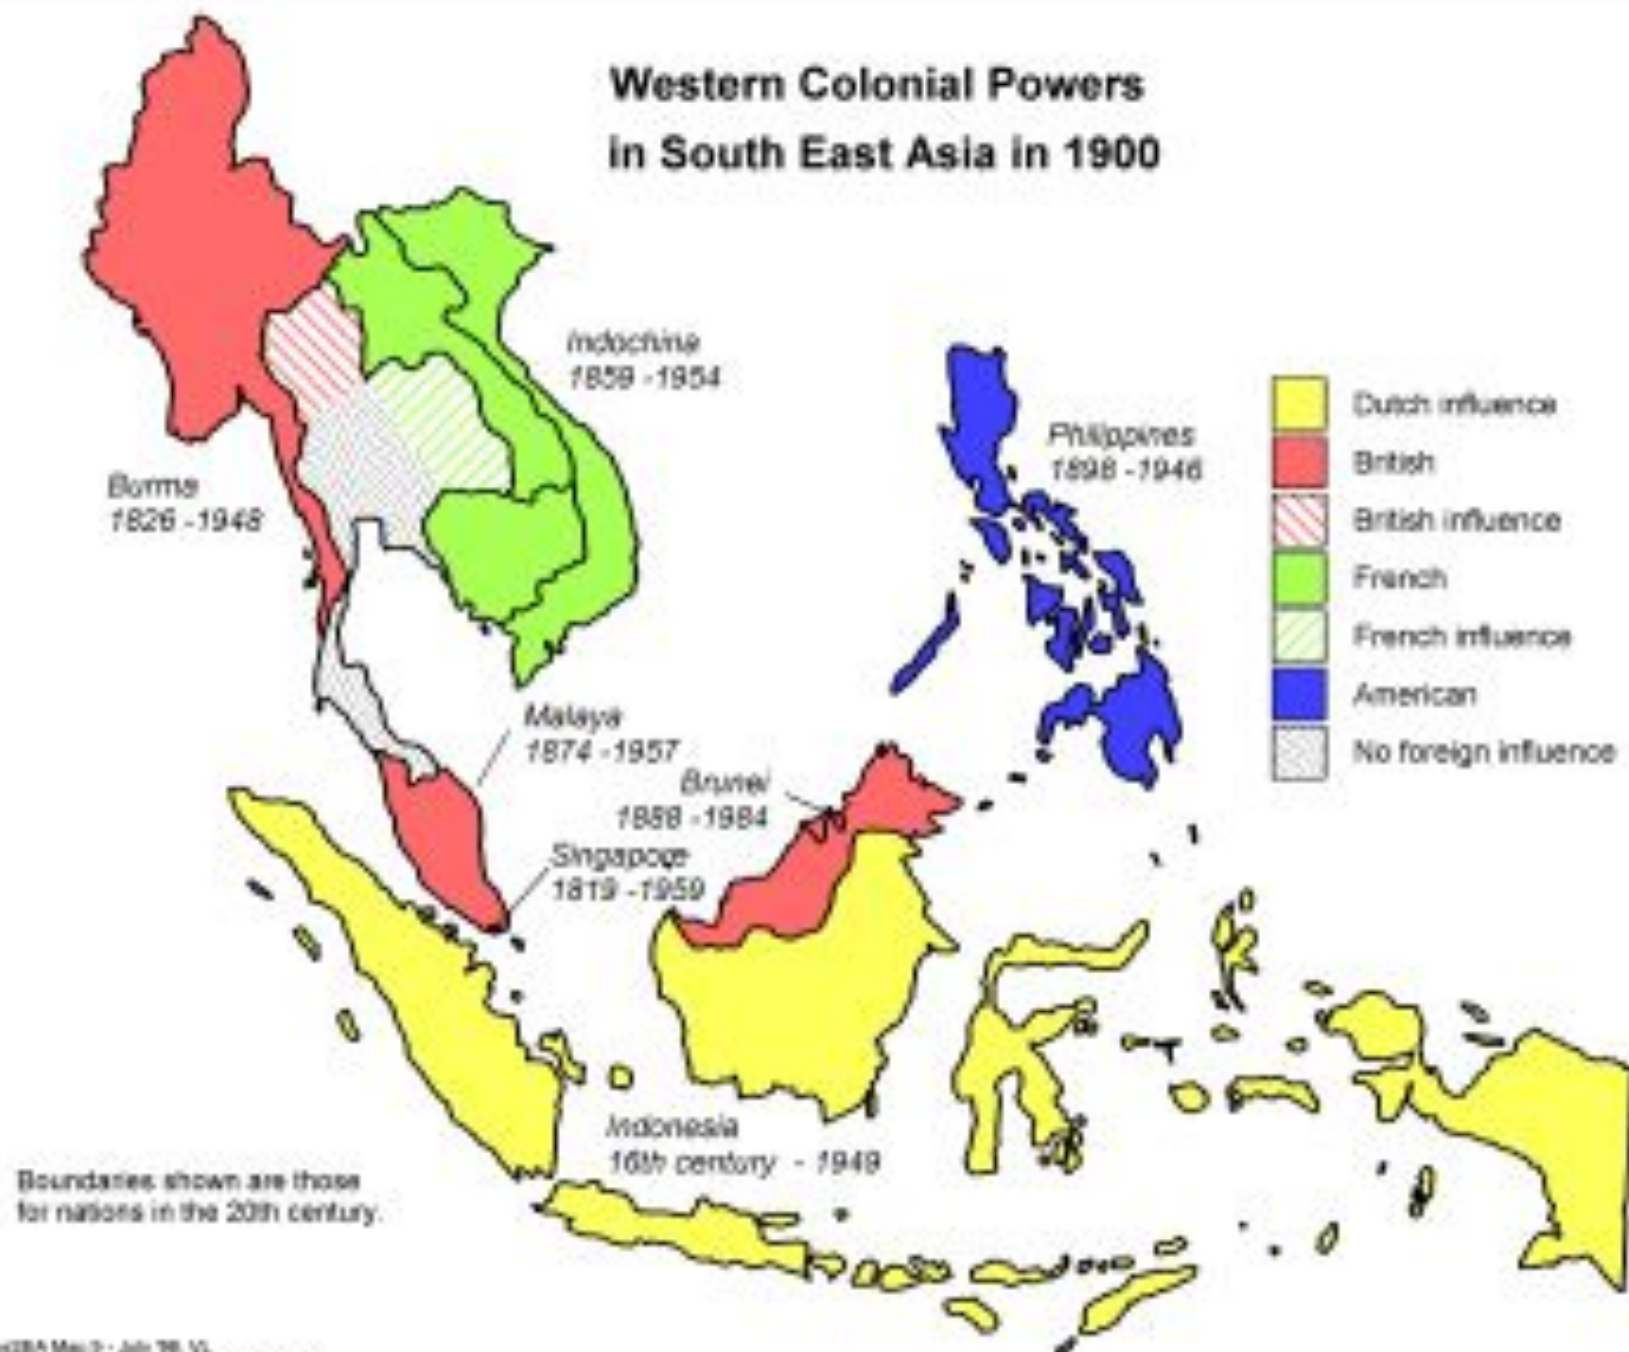 Western Colonial Powers
in South East Asia in 1900
Indochina
1859 -1954
Philippines
1898 -1946
Burma
1826 -1948
Dutch influence
British
British influence
French
French influence
American
No foreign influence
Malaya
1874 -1957
Brunei
1888 -1984
Singapore
1819 -1959
Indonesia
16th century - 1949
Boundaries shown are those
for nations in the 20th century.